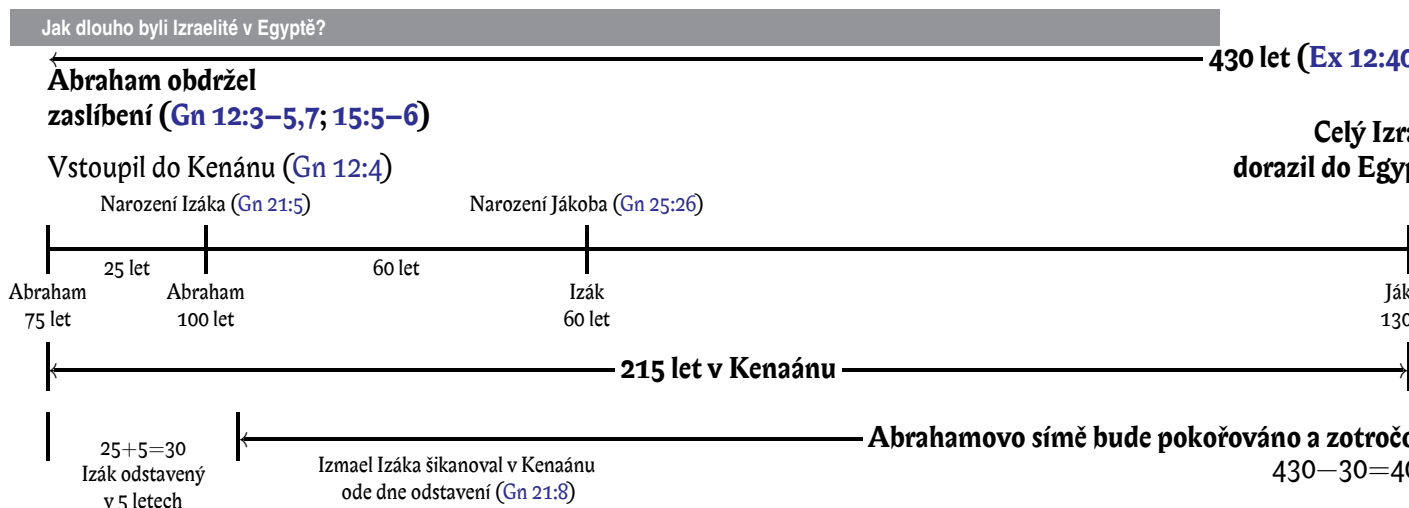 Jak dlouho byli Izraelité v Egyptě?
430 let (Ex 12:40
Abraham obdržel
zaslíbení (Gn 12:3–5,7; 15:5–6)
Celý Izra
dorazil do Egyp
Vstoupil do Kenánu (Gn 12:4)
Narození Izáka (Gn 21:5) Narození Jákoba (Gn 25:26)
25 let 60 let
Abraham Abraham Izák Ják
75 let 100 let 60 let 130
215 let v Kenaánu
Abrahamovo símě bude pokořováno a zotročo
430−30=40
25+5=30
Izák odstavený
v 5 letech
Izmael Izáka šikanoval v Kenaánu
ode dne odstavení (Gn 21:8)